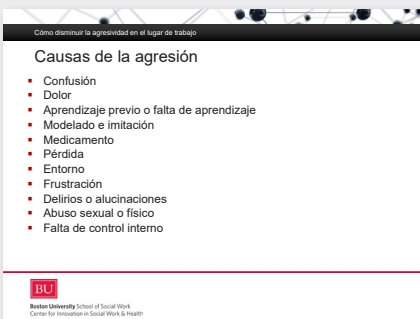 Cómo disminuir la agresividad en el lugar de trabajo
Causas de la agresión
▪ Confusión
▪ Dolor
▪ Aprendizaje previo o falta de aprendizaje
▪ Modelado e imitación
▪ Medicamento
▪ Pérdida
▪ Entorno
▪ Frustración
▪ Delirios o alucinaciones
▪ Abuso sexual o físico
▪ Falta de control interno
BU
Boston University School of Social Work
Center for Innovation in Social Work & Health